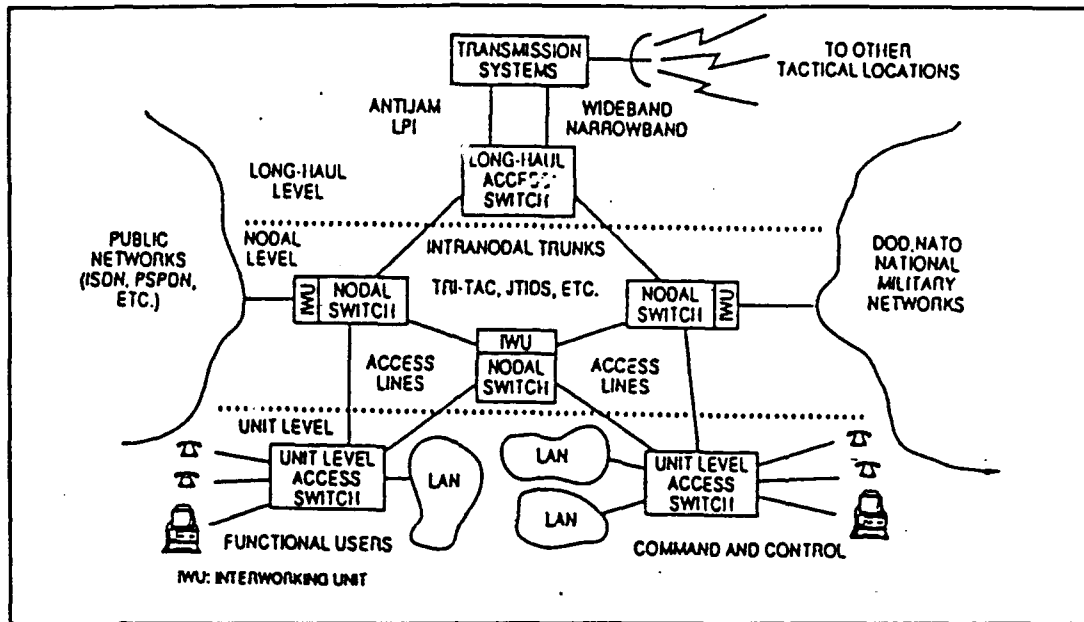 TRANSMISSION
SYSTEMS
TO OTHER
TACTICAL LOCATIONS
ANTIJAM
LPI
WIDEBAND
NARROWBAND
LONG-HAUL
ACCESS
SWITCH
LONG-HAUL
LEVEL
NODAL
LEVEL
INTRANODAL TRUNKS
PUBLIC
NETWORKS
(ISDN, PSPDN,
ETC.)
DOD, NATO
NATIONAL
MILITARY
NETWORKS
IWU
NODAL
SWITCH
TRI-TAC, JTIDS, ETC.
NODAL
SWITCH
IWU
IWU
NODAL
SWITCH
ACCESS
LINES
ACCESS
LINES
UNIT LEVEL
UNIT LEVEL
ACCESS
SWITCH
LAN
LAN
LAN
UNIT LEVEL
ACCESS
SWITCH
FUNCTIONAL USERS
COMMAND AND CONTROL
IWU: INTERWORKING UNIT